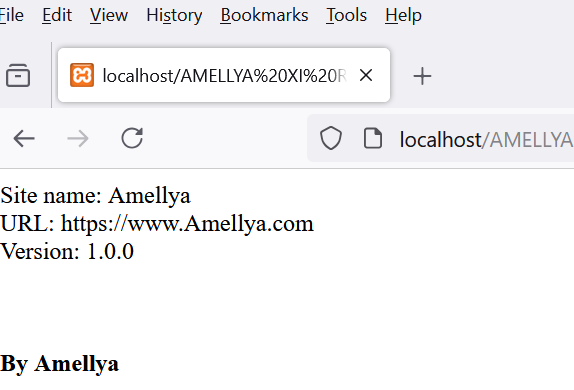 File Edit View History Bookmarks Tools Help
localhost/AMELLYA%20XI%20R
localhost/AMELLYA
Site name: Amellya
URL: https://www.Amellya.com
Version: 1.0.0
By Amellya